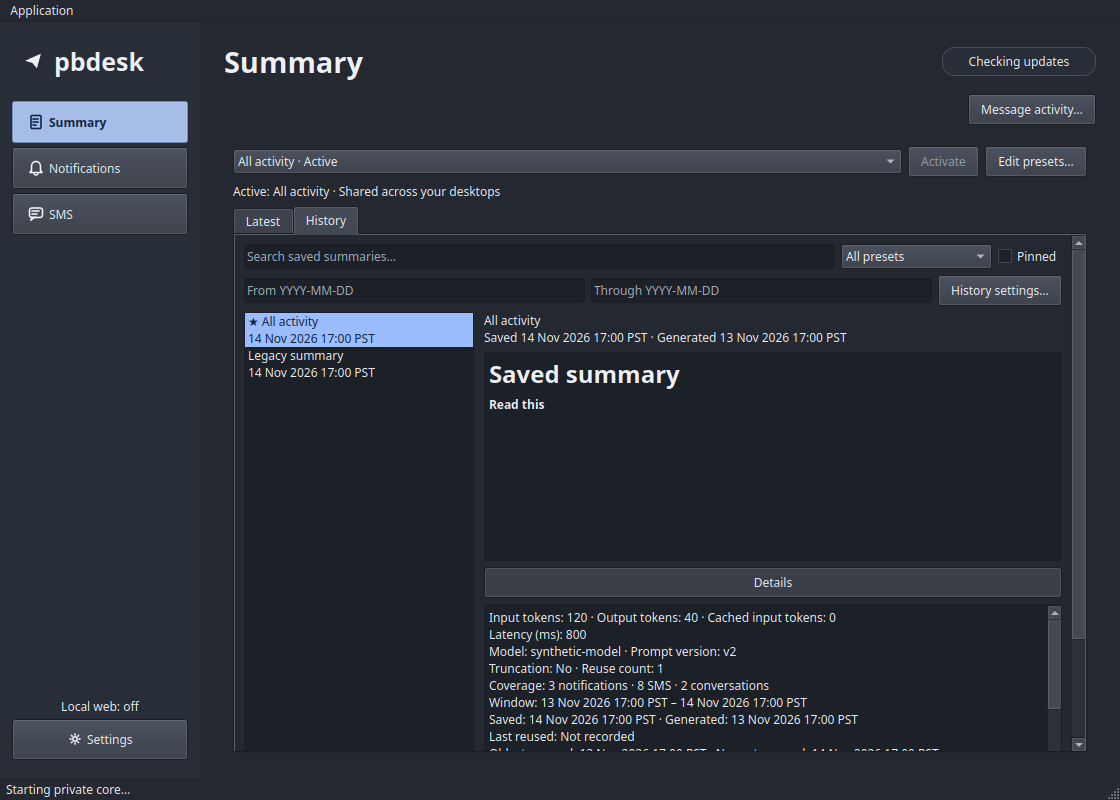 Application
pbdesk
Summary
Notifications
SMS
Local web: off
Settings
Starting private core...
Summary
Checking updates
Message activity...
All activity · Active
Activate
Edit presets...
Active: All activity · Shared across your desktops
Latest
History
Search saved summaries...
All presets
Pinned
From YYYY-MM-DD
Through YYYY-MM-DD
History settings...
★ All activity
14 Nov 2026 17:00 PST
Legacy summary
14 Nov 2026 17:00 PST
All activity
Saved 14 Nov 2026 17:00 PST · Generated 13 Nov 2026 17:00 PST
Saved summary
Read this
Details
Input tokens: 120 · Output tokens: 40 · Cached input tokens: 0
Latency (ms): 800
Model: synthetic-model · Prompt version: v2
Truncation: No · Reuse count: 1
Coverage: 3 notifications · 8 SMS · 2 conversations
Window: 13 Nov 2026 17:00 PST – 14 Nov 2026 17:00 PST
Saved: 14 Nov 2026 17:00 PST · Generated: 13 Nov 2026 17:00 PST
Last reused: Not recorded